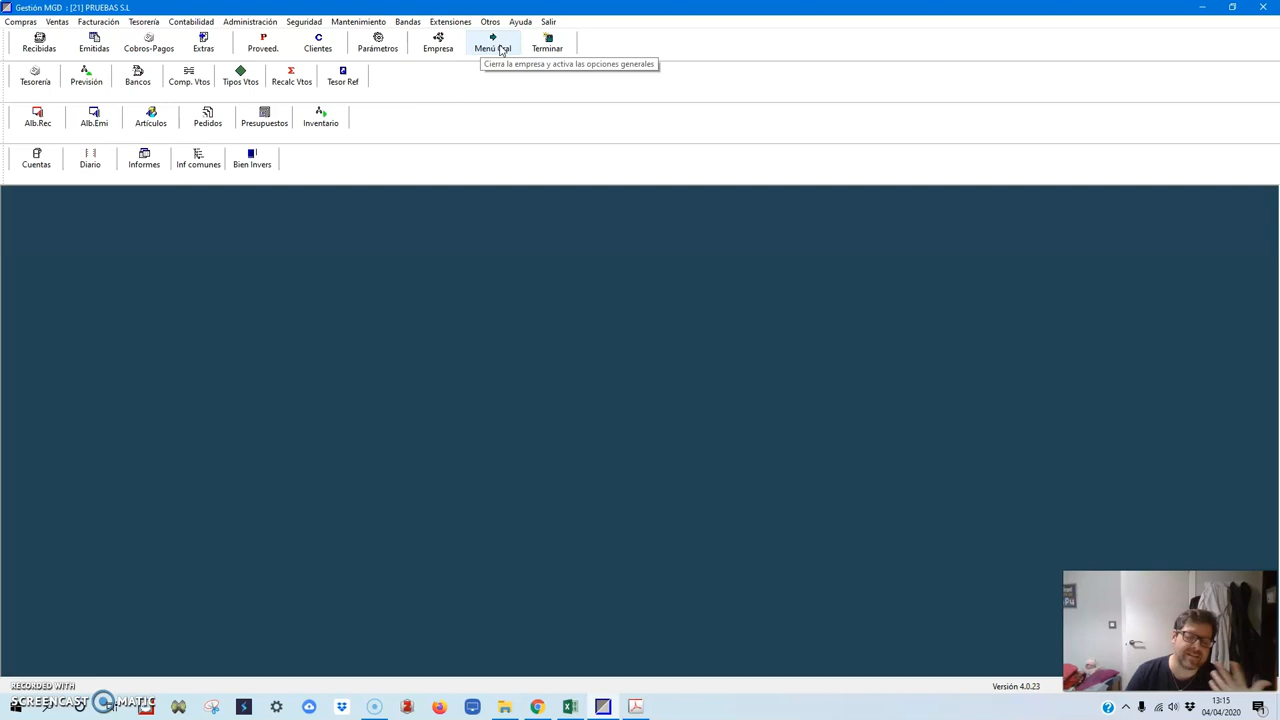 Gestión MGD : [21] PRUEBAS S.L
Compras Ventas Facturación Tesorería Contabilidad Administración Seguridad Mantenimiento Bandas Extensiones Otros Ayuda Salir
Recibidas Emitidas Cobros-Pagos Extras Proveed. Clientes Parámetros Empresa Menú Gral Terminar
Cierra la empresa y activa las opciones generales
Tesorería Previsión Bancos Comp. Vtos Tipos Vtos Recalc Vtos Tesor Ref
Alb.Rec Alb.Emi Artículos Pedidos Presupuestos Inventario
Cuentas Diario Informes Inf comunes Bien Invers
RECORDED WITH
SCREENCAST MATIC
Versión 4.0.23
13:15
04/04/2020